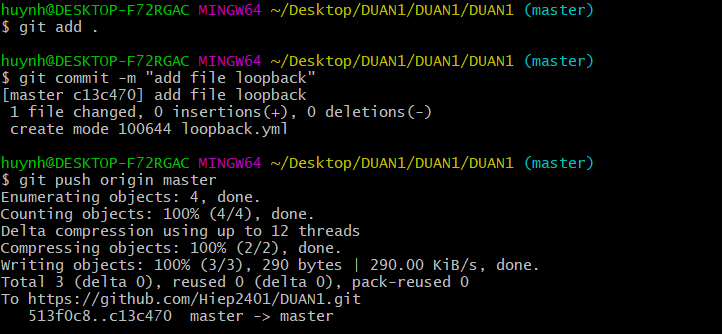 huynh@DESKTOP-F72RGAC MINGW64 ~/Desktop/DUAN1/DUAN1/DUAN1 (master)
$ git add .
huynh@DESKTOP-F72RGAC MINGW64 ~/Desktop/DUAN1/DUAN1/DUAN1 (master)
$ git commit -m "add file loopback"
[master c13c470] add file loopback
 1 file changed, 0 insertions(+), 0 deletions(-)
 create mode 100644 loopback.yml
huynh@DESKTOP-F72RGAC MINGW64 ~/Desktop/DUAN1/DUAN1/DUAN1 (master)
$ git push origin master
Enumerating objects: 4, done.
Counting objects: 100% (4/4), done.
Delta compression using up to 12 threads
Compressing objects: 100% (2/2), done.
Writing objects: 100% (3/3), 290 bytes | 290.00 KiB/s, done.
Total 3 (delta 0), reused 0 (delta 0), pack-reused 0
To https://github.com/Hiep2401/DUAN1.git
   513f0c8..c13c470  master -> master